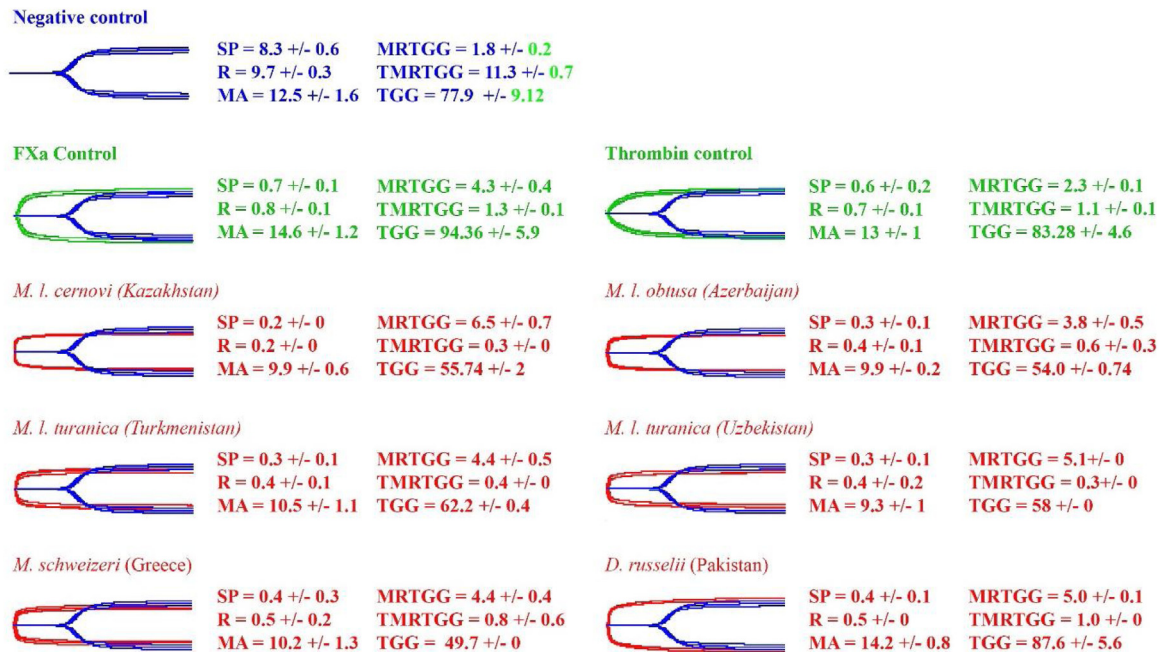 Negative control
SP = 8.3 +/- 0.6 MRTGG = 1.8 +/- 0.2
R = 9.7 +/- 0.3 TMRTGG = 11.3 +/- 0.7
MA = 12.5 +/- 1.6 TGG = 77.9 +/- 9.12
FXa Control
SP = 0.7 +/- 0.1 MRTGG = 4.3 +/- 0.4
R = 0.8 +/- 0.1 TMRTGG = 1.3 +/- 0.1
MA = 14.6 +/- 1.2 TGG = 94.36 +/- 5.9
Thrombin control
SP = 0.6 +/- 0.2 MRTGG = 2.3 +/- 0.1
R = 0.7 +/- 0.1 TMRTGG = 1.1 +/- 0.1
MA = 13 +/- 1 TGG = 83.28 +/- 4.6
M. l. cernovi (Kazakhstan)
SP = 0.2 +/- 0 MRTGG = 6.5 +/- 0.7
R = 0.2 +/- 0 TMRTGG = 0.3 +/- 0
MA = 9.9 +/- 0.6 TGG = 55.74 +/- 2
M. l. obtusa (Azerbaijan)
SP = 0.3 +/- 0.1 MRTGG = 3.8 +/- 0.5
R = 0.4 +/- 0.1 TMRTGG = 0.6 +/- 0.3
MA = 9.9 +/- 0.2 TGG = 54.0 +/- 0.74
M. l. turanica (Turkmenistan)
SP = 0.3 +/- 0.1 MRTGG = 4.4 +/- 0.5
R = 0.4 +/- 0.1 TMRTGG = 0.4 +/- 0
MA = 10.5 +/- 1.1 TGG = 62.2 +/- 0.4
M. l. turanica (Uzbekistan)
SP = 0.3 +/- 0.1 MRTGG = 5.1+/- 0
R = 0.4 +/- 0.2 TMRTGG = 0.3+/- 0
MA = 9.3 +/- 1 TGG = 58 +/- 0
M. schweizeri (Greece)
SP = 0.4 +/- 0.3 MRTGG = 4.4 +/- 0.4
R = 0.5 +/- 0.2 TMRTGG = 0.8 +/- 0.6
MA = 10.2 +/- 1.3 TGG = 49.7 +/- 0
D. russelii (Pakistan)
SP = 0.4 +/- 0.1 MRTGG = 5.0 +/- 0.1
R = 0.5 +/- 0 TMRTGG = 1.0 +/- 0
MA = 14.2 +/- 0.8 TGG = 87.6 +/- 5.6